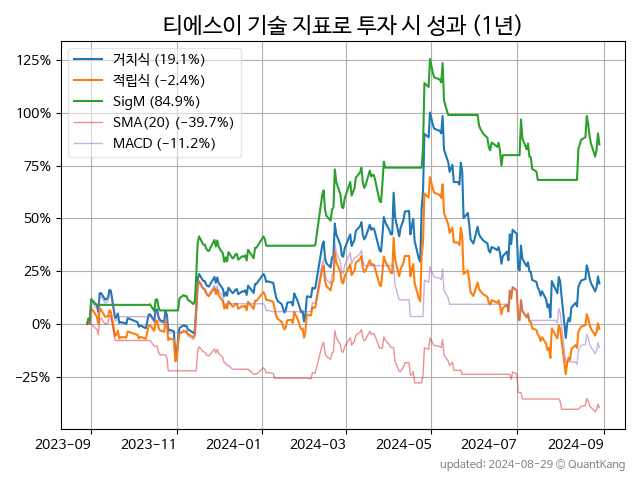 티에스이 기술 지표로 투자 시 성과 (1년)
125%
100%
75%
50%
25%
0%
−25%
거치식 (19.1%)
적립식 (−2.4%)
SigM (84.9%)
SMA(20) (−39.7%)
MACD (−11.2%)
2023-09
2023-11
2024-01
2024-03
2024-05
2024-07
2024-09
updated: 2024-08-29 © QuantKang